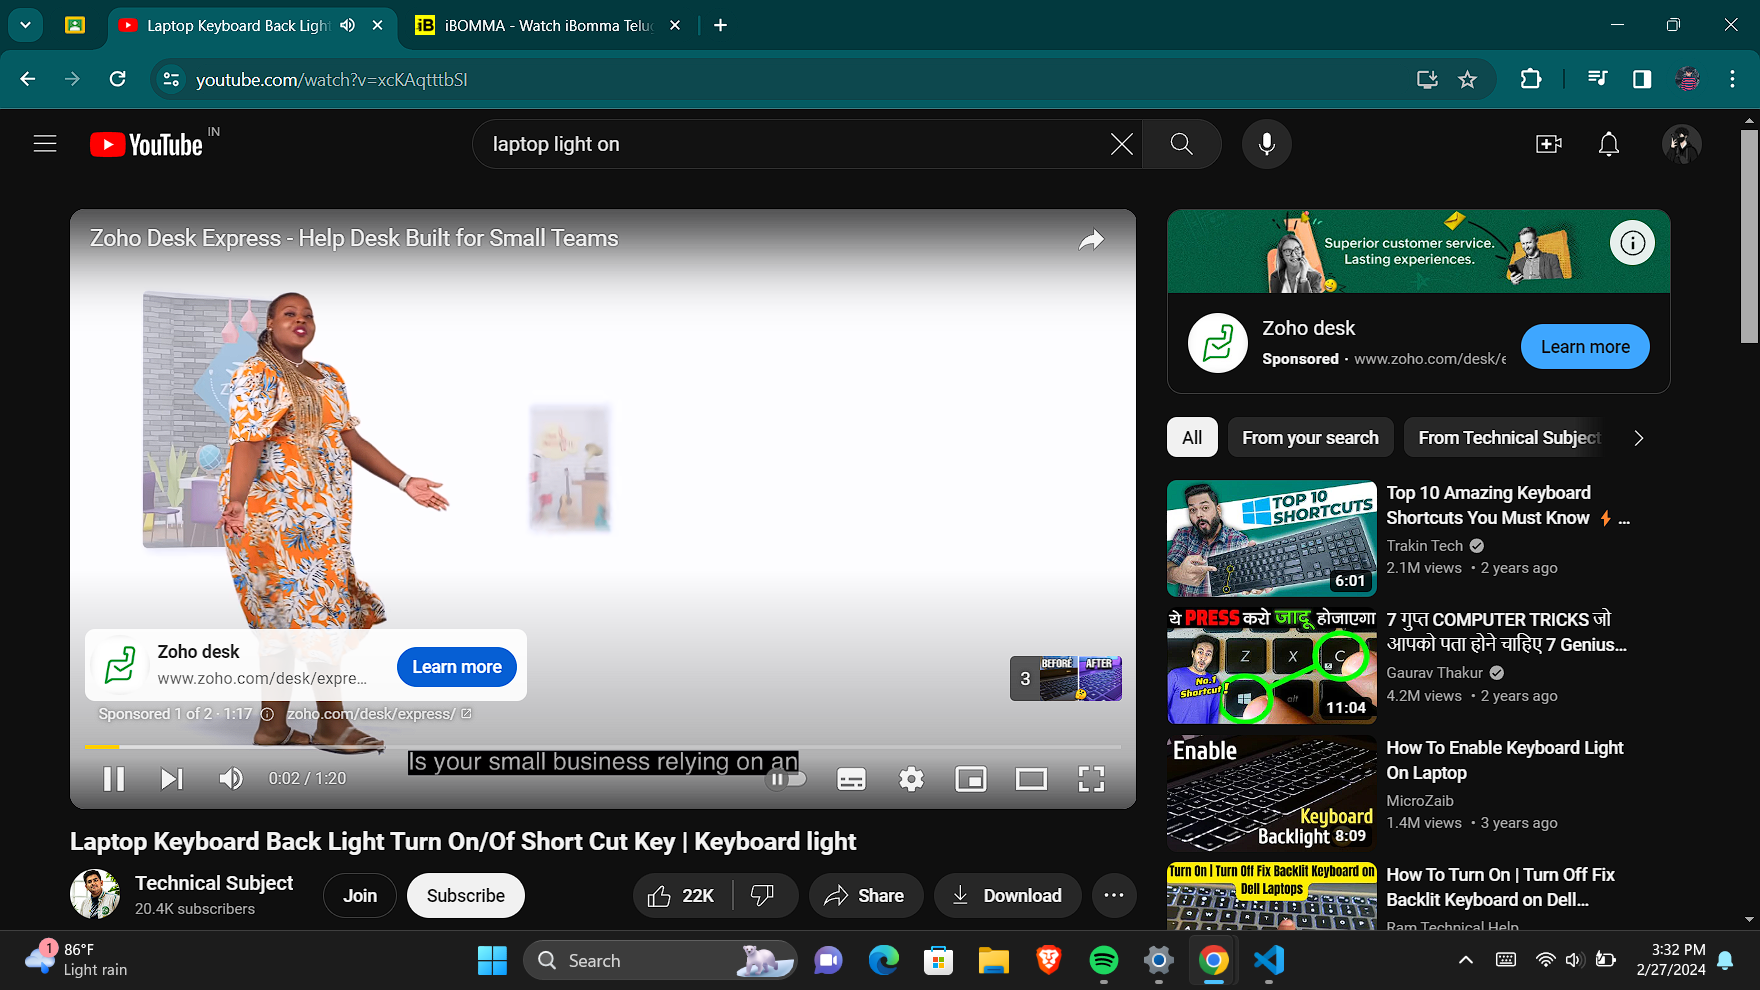 Laptop Keyboard Back Light
iBOMMA - Watch iBomma Telu
youtube.com/watch?v=xcKAqtttbSI
YouTube IN
laptop light on
Zoho Desk Express - Help Desk Built for Small Teams
Zoho desk
www.zoho.com/desk/expre...
Learn more
3
BEFORE AFTER
Sponsored 1 of 2 · 1:17
zoho.com/desk/express/
Is your small business relying on an
0:02 / 1:20
Laptop Keyboard Back Light Turn On/Of Short Cut Key | Keyboard light
Technical Subject
20.4K subscribers
Join
Subscribe
22K
Share
Download
Superior customer service.
Lasting experiences.
Zoho desk
Sponsored · www.zoho.com/desk/e
Learn more
All
From your search
From Technical Subject
TOP 10
SHORTCUTS
6:01
Top 10 Amazing Keyboard
Shortcuts You Must Know ⚡ ...
Trakin Tech
2.1M views • 2 years ago
ये PRESS करो जादू होजाएगा
Z X C
No.1
Shortcut!
alt
11:04
7 गुप्त COMPUTER TRICKS जो
आपको पता होने चाहिए 7 Genius...
Gaurav Thakur
4.2M views • 2 years ago
Enable
Keyboard
Backlight
8:09
How To Enable Keyboard Light
On Laptop
MicroZaib
1.4M views • 3 years ago
Turn On | Turn Off Fix Backlit Keyboard on
Dell Laptops
How To Turn On | Turn Off Fix
Backlit Keyboard on Dell...
Ram Technical Help
1
86°F
Light rain
Search
3:32 PM
2/27/2024